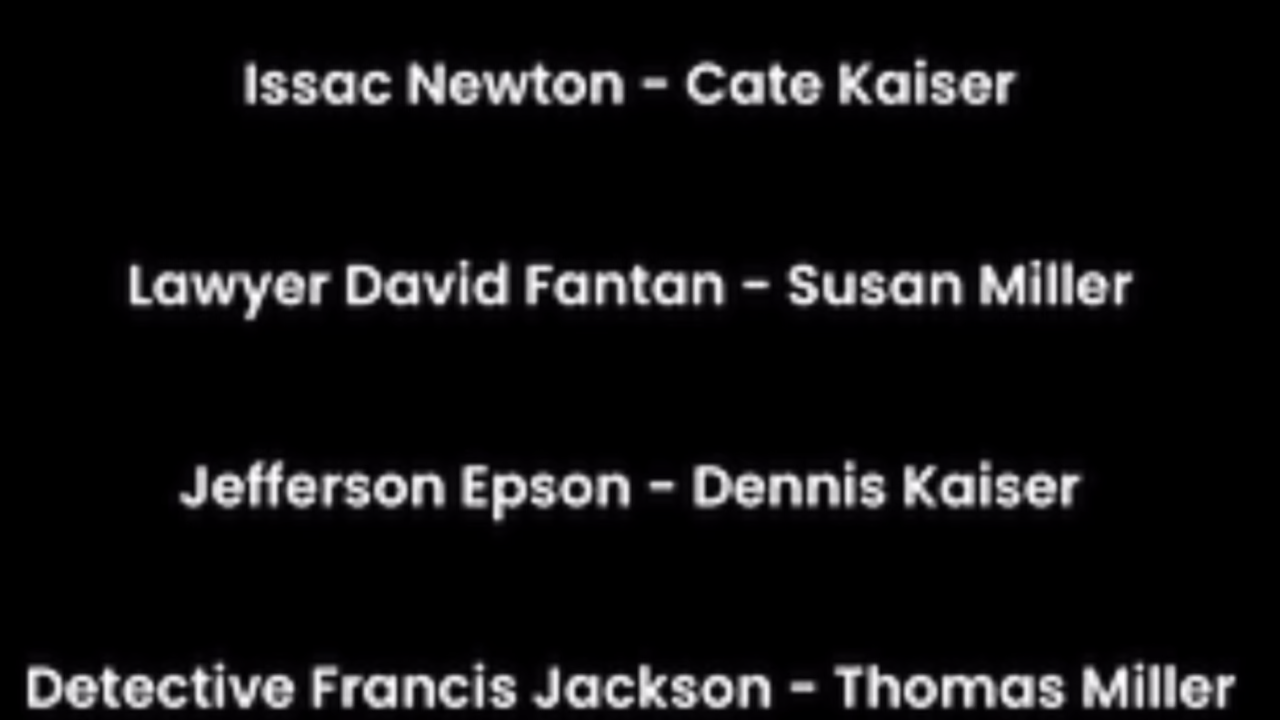 Issac Newton - Cate Kaiser
Lawyer David Fantan - Susan Miller
Jefferson Epson - Dennis Kaiser
Detective Francis Jackson - Thomas Miller